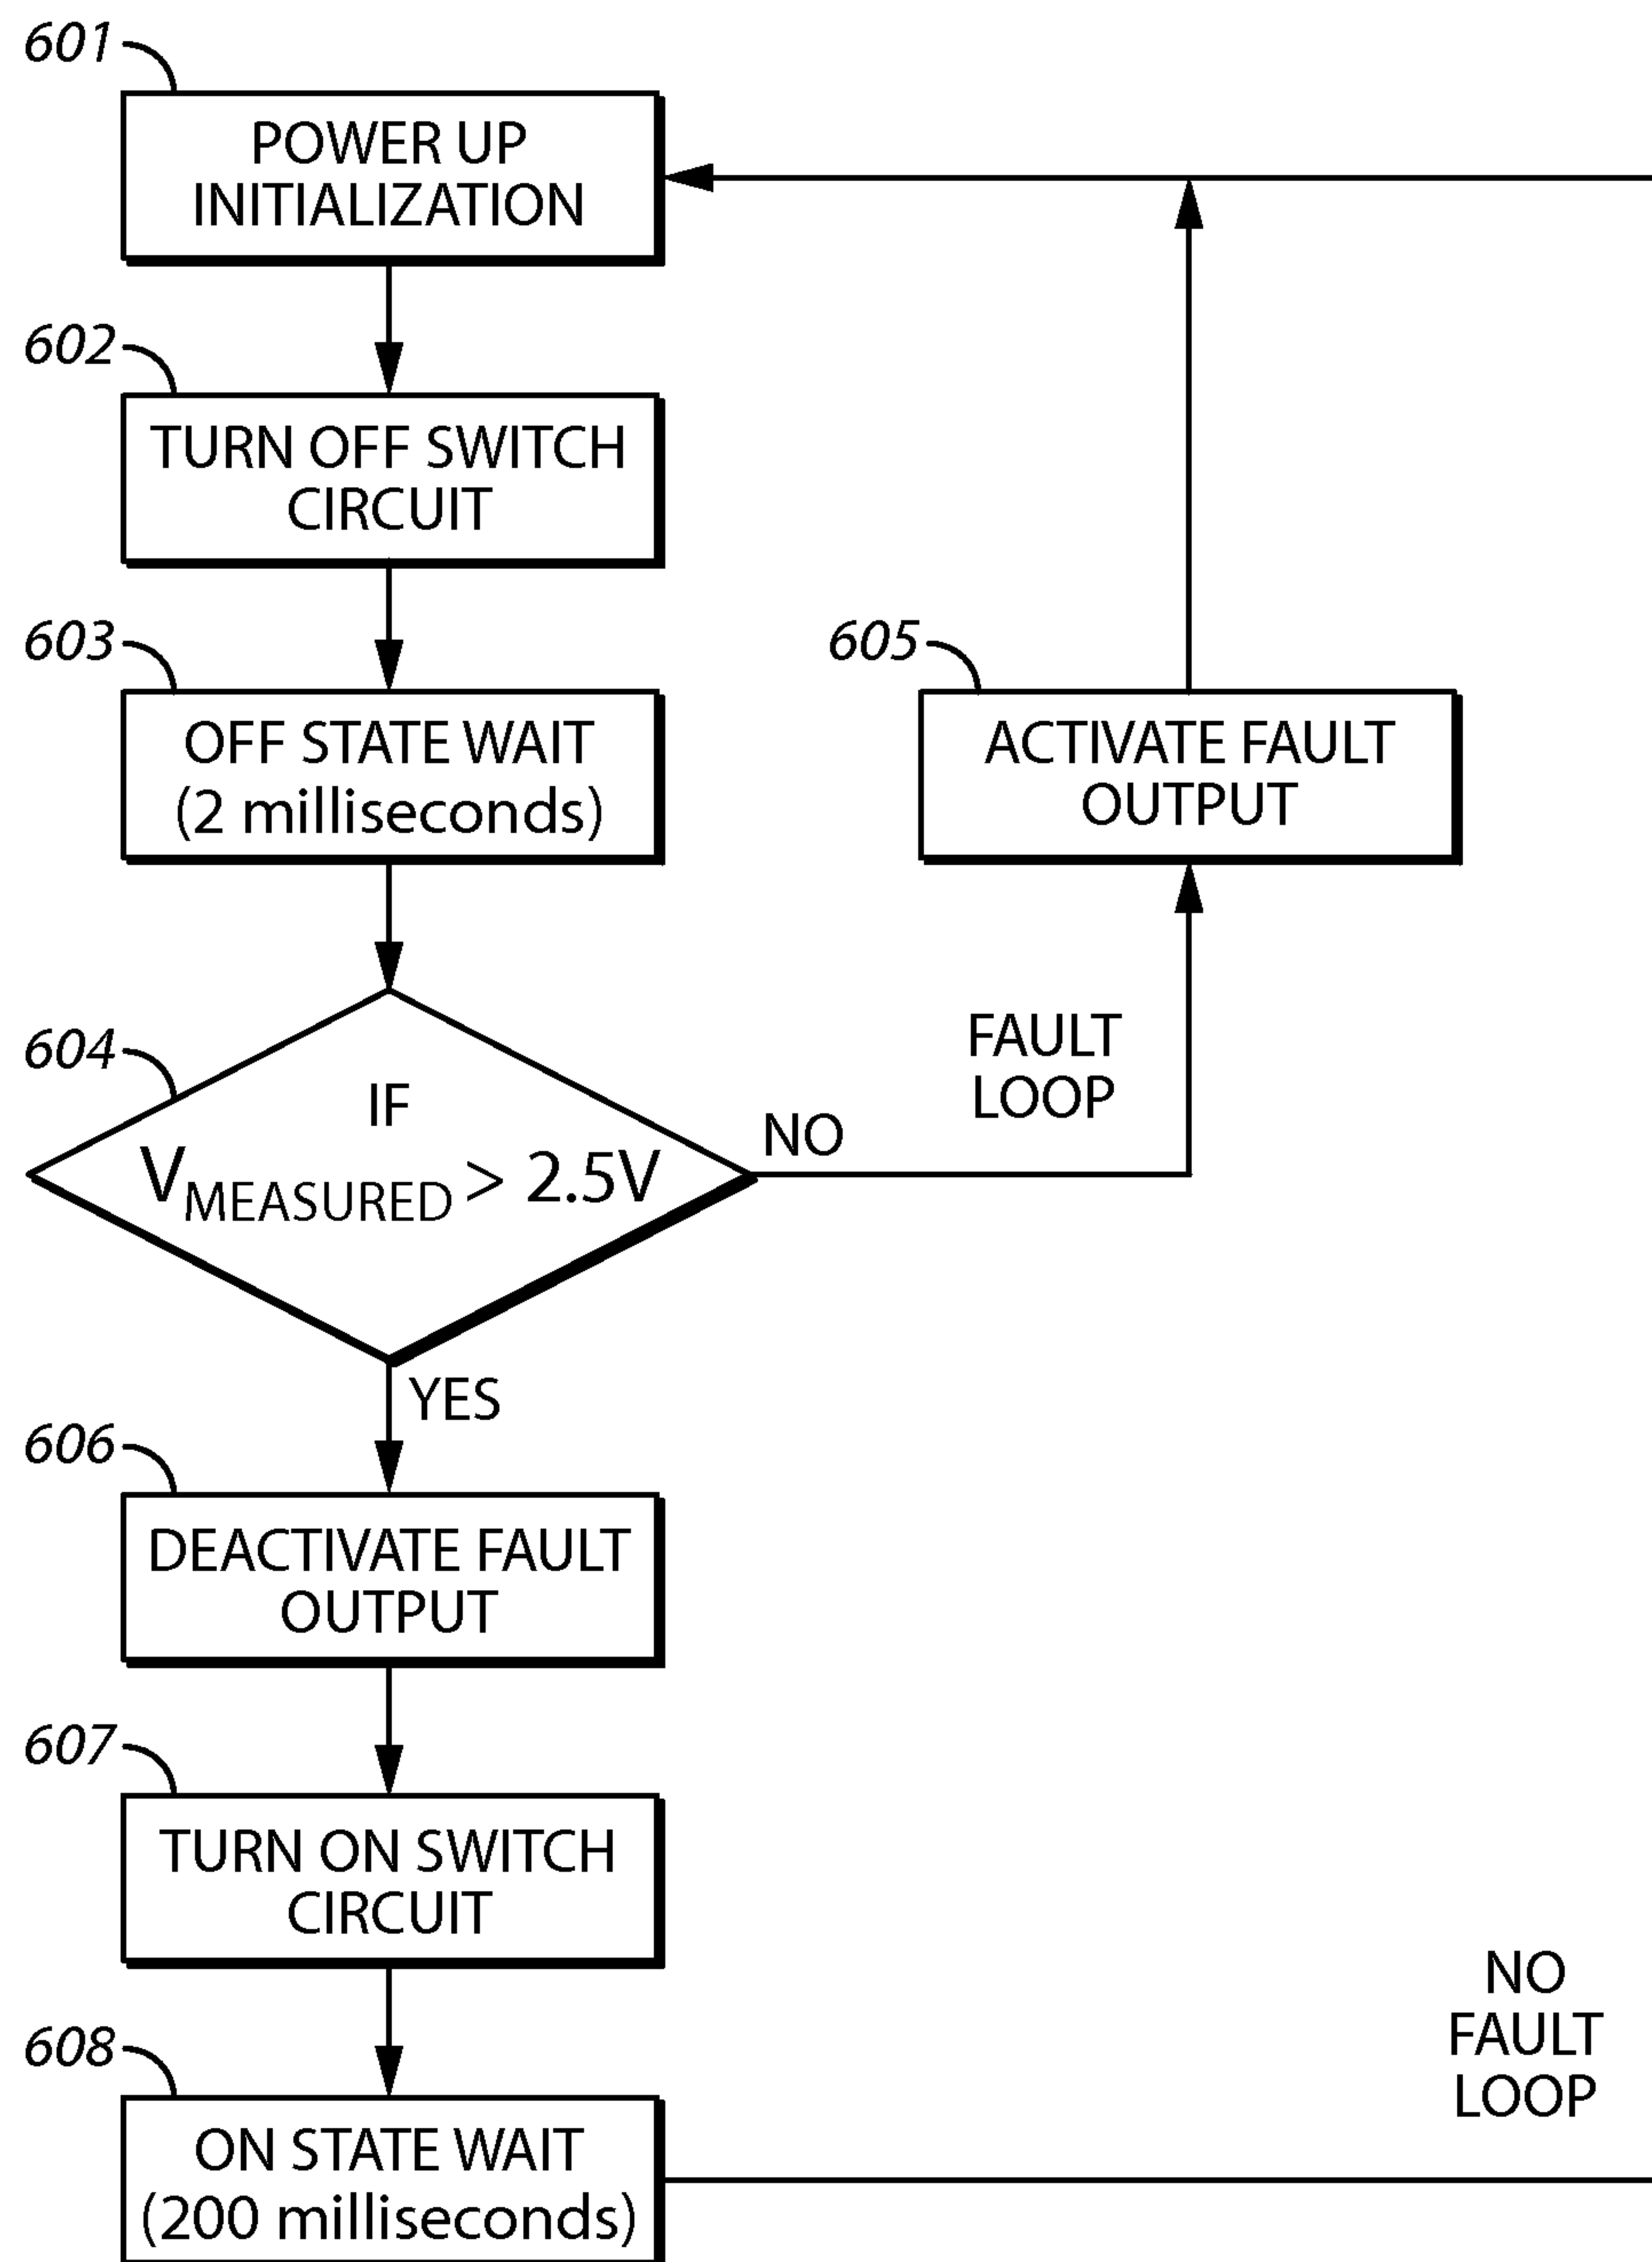 601
POWER UP
INITIALIZATION
602
TURN OFF SWITCH
CIRCUIT
603
OFF STATE WAIT
(2 milliseconds)
605
ACTIVATE FAULT
OUTPUT
604
IF
VMEASURED > 2.5V
NO
FAULT
LOOP
YES
606
DEACTIVATE FAULT
OUTPUT
607
TURN ON SWITCH
CIRCUIT
608
ON STATE WAIT
(200 milliseconds)
NO
FAULT
LOOP